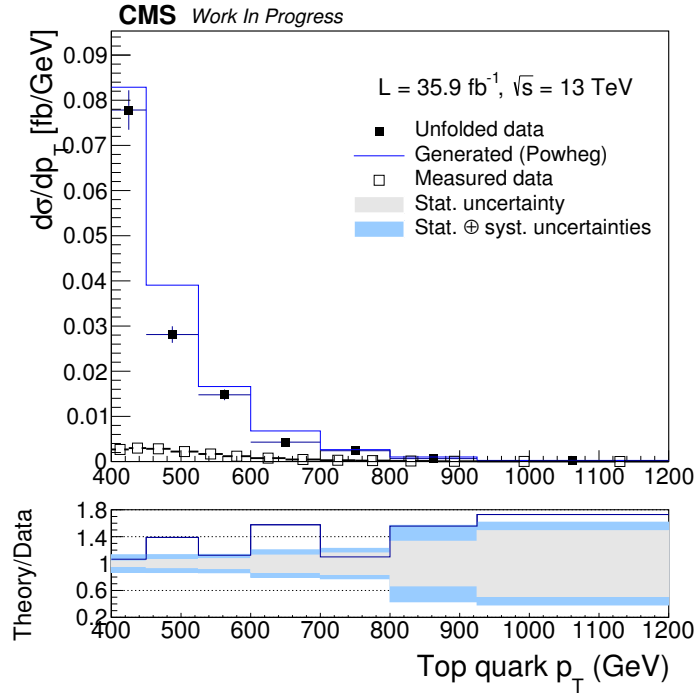 CMS Work In Progress
L = 35.9 fb⁻¹, √s = 13 TeV
Unfolded data
Generated (Powheg)
Measured data
Stat. uncertainty
Stat. ⊕ syst. uncertainties
dσ/dp_T [fb/GeV]
0.09
0.08
0.07
0.06
0.05
0.04
0.03
0.02
0.01
0
400 500 600 700 800 900 1000 1100 1200
Theory/Data
1.8
1.4
1
0.6
0.2
400 500 600 700 800 900 1000 1100 1200
Top quark p_T (GeV)